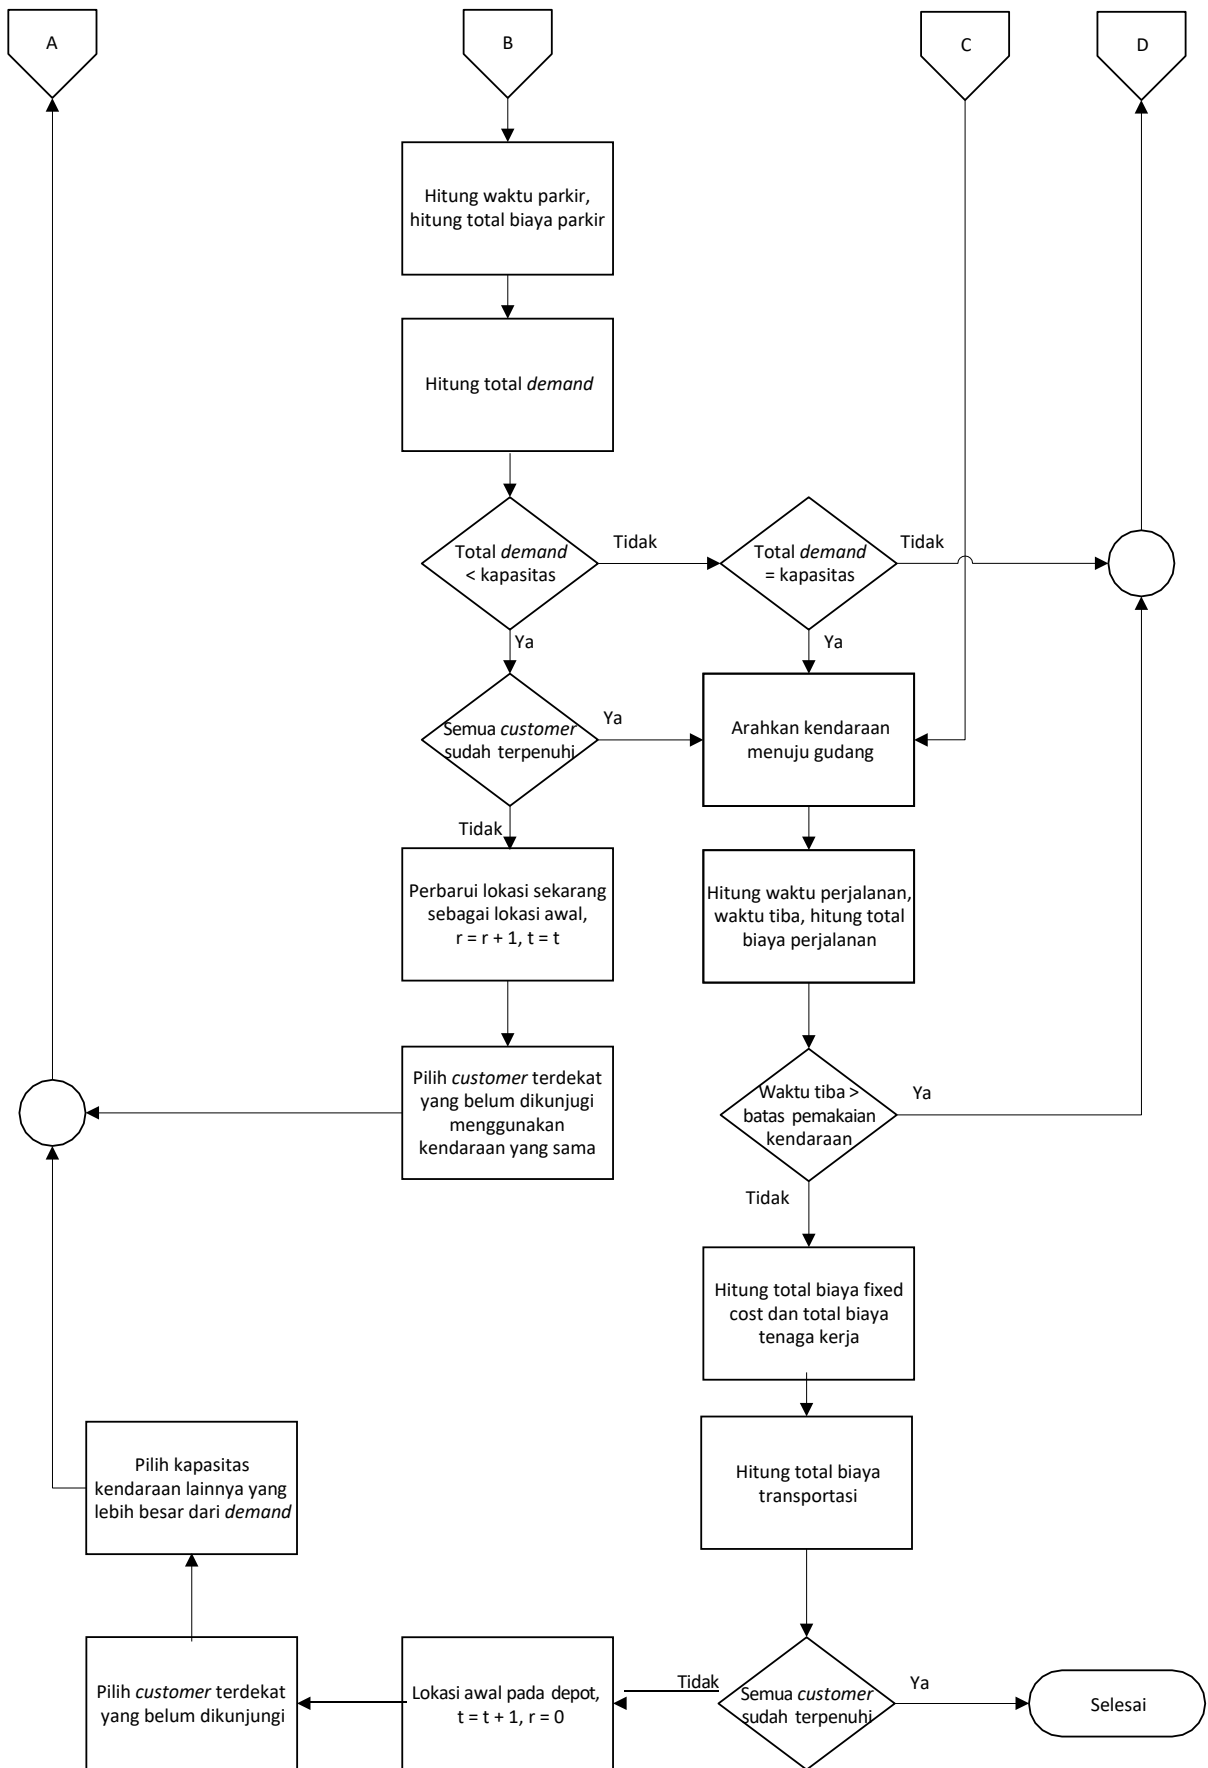 A
B
C
D
Hitung waktu parkir,
hitung total biaya parkir
Hitung total demand
Total demand
< kapasitas
Tidak
Total demand
= kapasitas
Tidak
Ya
Ya
Semua customer
sudah terpenuhi
Ya
Arahkan kendaraan
menuju gudang
Tidak
Perbarui lokasi sekarang
sebagai lokasi awal,
r = r + 1, t = t
Hitung waktu perjalanan,
waktu tiba, hitung total
biaya perjalanan
Pilih customer terdekat
yang belum dikunjugi
menggunakan
kendaraan yang sama
Waktu tiba >
batas pemakaian
kendaraan
Ya
Tidak
Hitung total biaya fixed
cost dan total biaya
tenaga kerja
Pilih kapasitas
kendaraan lainnya yang
lebih besar dari demand
Hitung total biaya
transportasi
Pilih customer terdekat
yang belum dikunjungi
Lokasi awal pada depot,
t = t + 1, r = 0
Tidak
Semua customer
sudah terpenuhi
Ya
Selesai